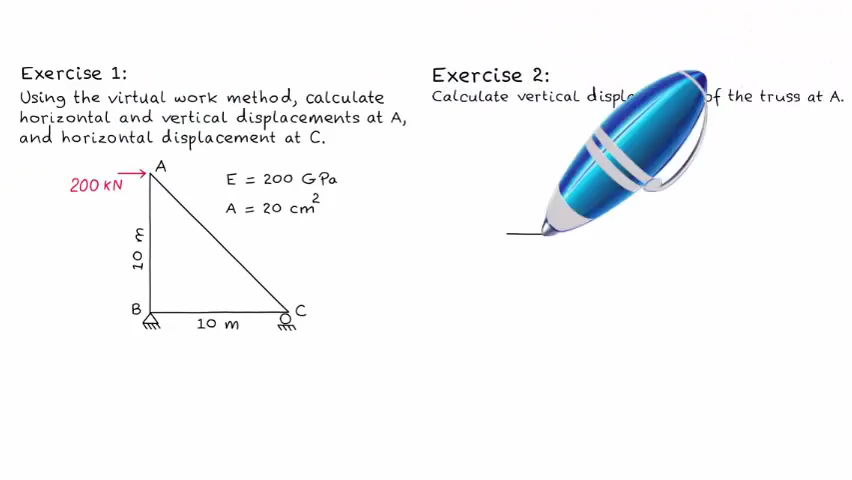 Exercise 1:
Using the virtual work method, calculate
horizontal and vertical displacements at A,
and horizontal displacement at C.
A
200 kN
E = 200 GPa
A = 20 cm²
10 m
B
C
10 m
Exercise 2:
Calculate vertical of the truss at A.